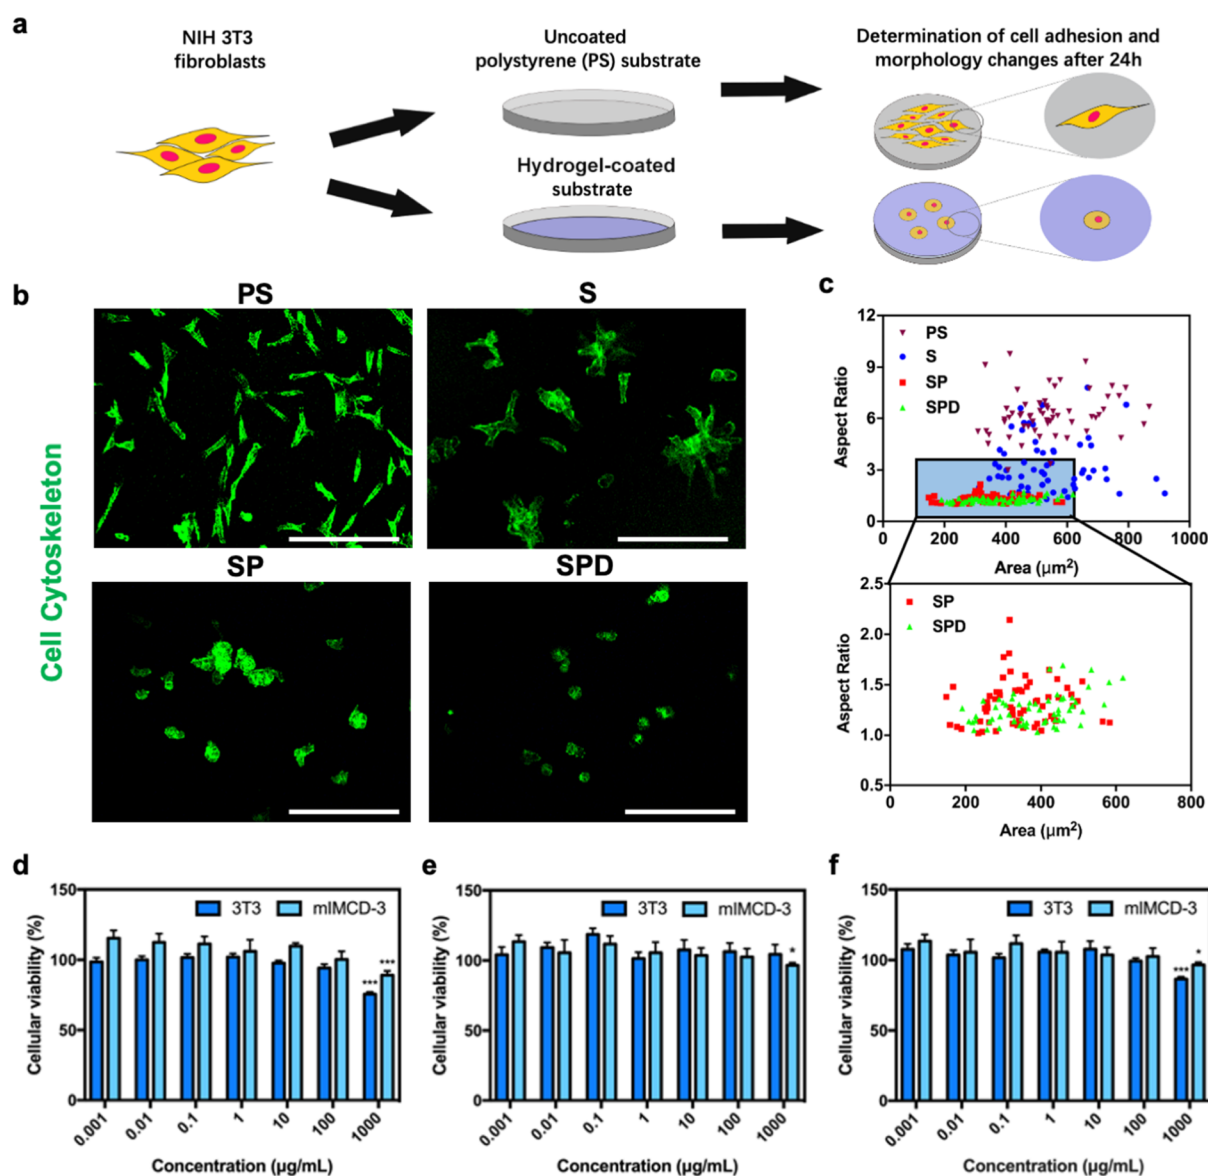 a
NIH 3T3
fibroblasts
Uncoated
polystyrene (PS) substrate
Determination of cell adhesion and
morphology changes after 24h
Hydrogel-coated
substrate
b
PS
S
Cell Cytoskeleton
SP
SPD
c
12
9
6
3
0
Aspect Ratio
PS
S
SP
SPD
200
400
600
800
1000
Area (µm²)
2.5
2.0
1.5
1.0
0.5
Aspect Ratio
SP
SPD
0
200
400
600
800
Area (µm²)
d
150
100
50
0
Cellular viability (%)
3T3
mIMCD-3
***
***
0.001
0.01
0.1
1
10
100
1000
Concentration (µg/mL)
e
150
100
50
0
Cellular viability (%)
3T3
mIMCD-3
*
0.001
0.01
0.1
1
10
100
1000
Concentration (µg/mL)
f
150
100
50
0
Cellular viability (%)
3T3
mIMCD-3
***
*
0.001
0.01
0.1
1
10
100
1000
Concentration (µg/mL)